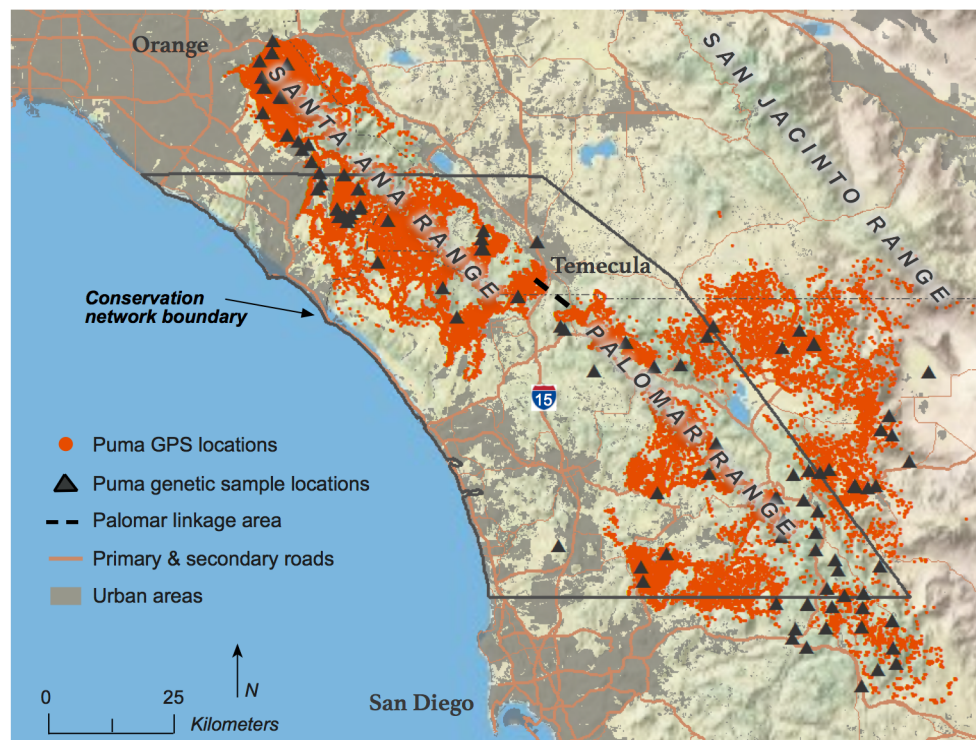 Orange
SANTA ANA RANGE
SAN JACINTO RANGE
Temecula
Conservation
network boundary
PALOMAR RANGE
15
Puma GPS locations
Puma genetic sample locations
Palomar linkage area
Primary & secondary roads
Urban areas
N
0 25
Kilometers
San Diego